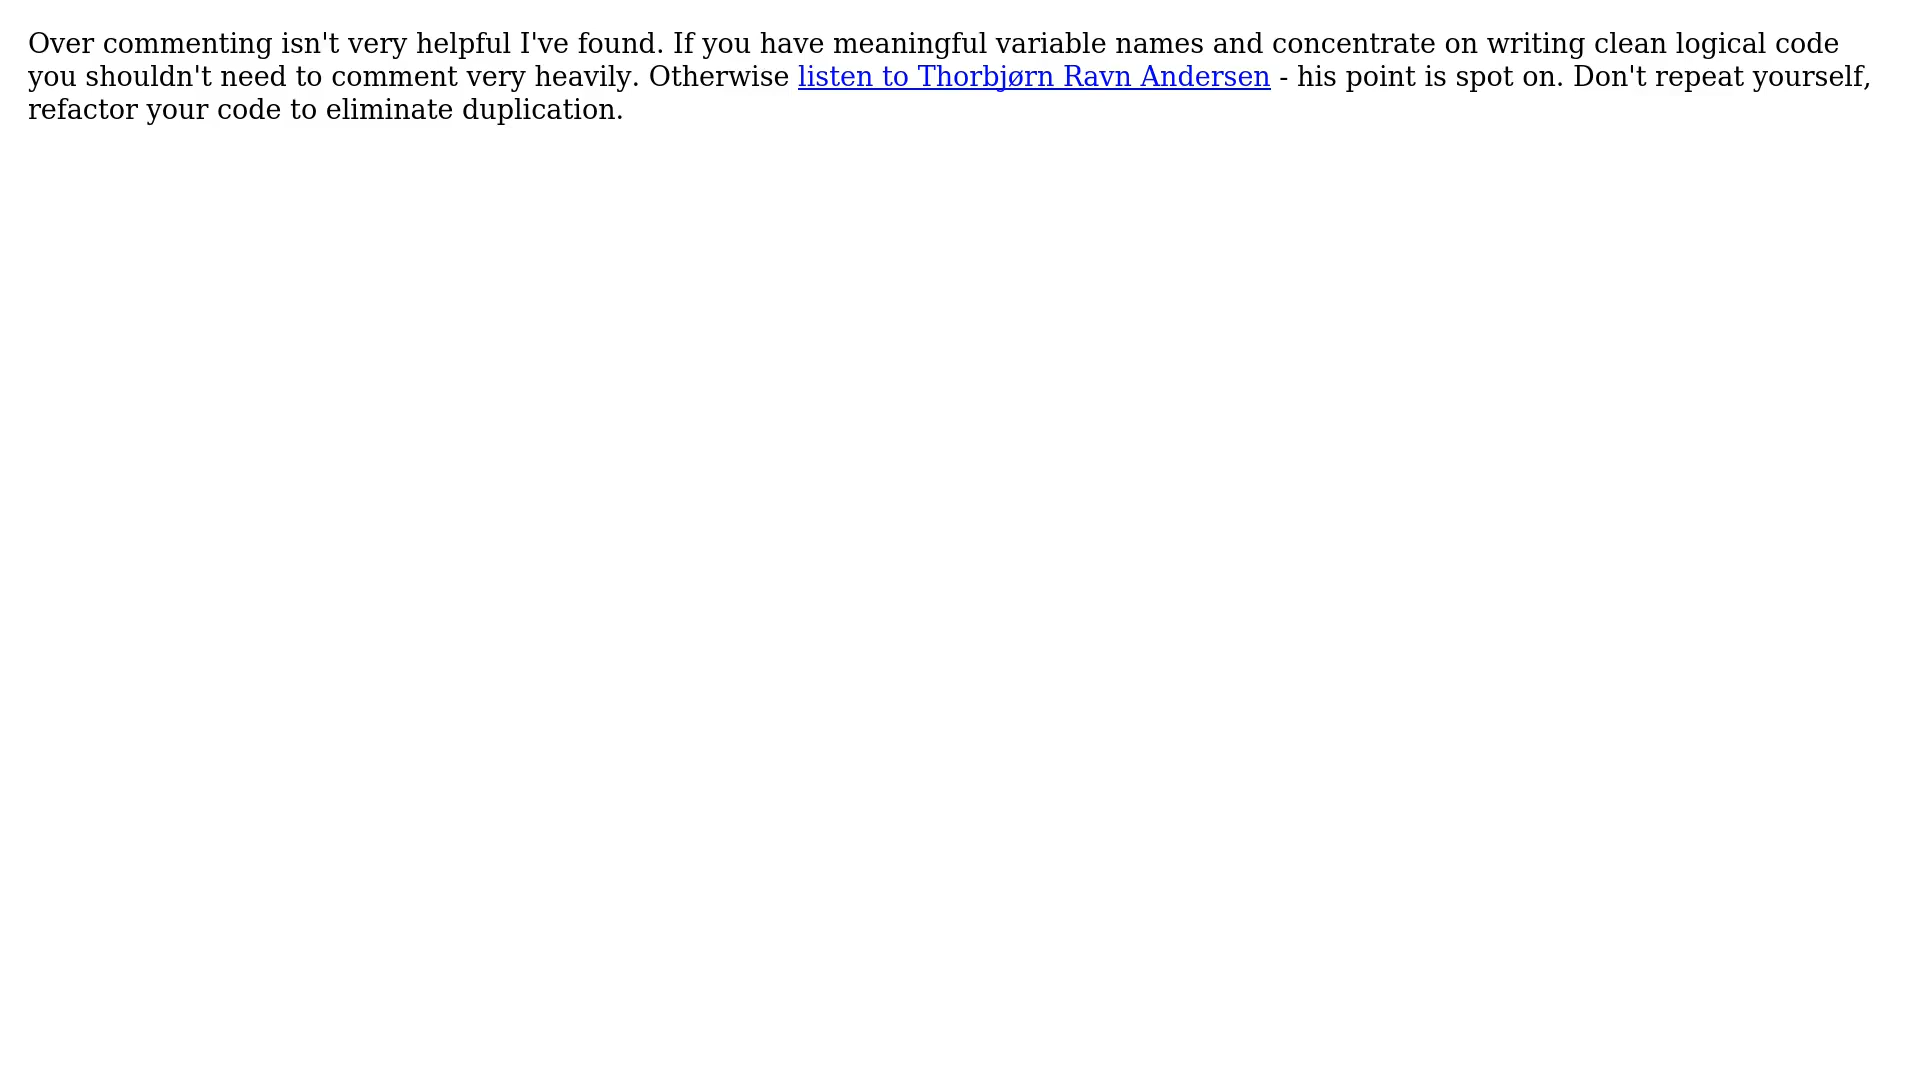 Over commenting isn't very helpful I've found. If you have meaningful variable names and concentrate on writing clean logical code
you shouldn't need to comment very heavily. Otherwise listen to Thorbjørn Ravn Andersen - his point is spot on. Don't repeat yourself,
refactor your code to eliminate duplication.